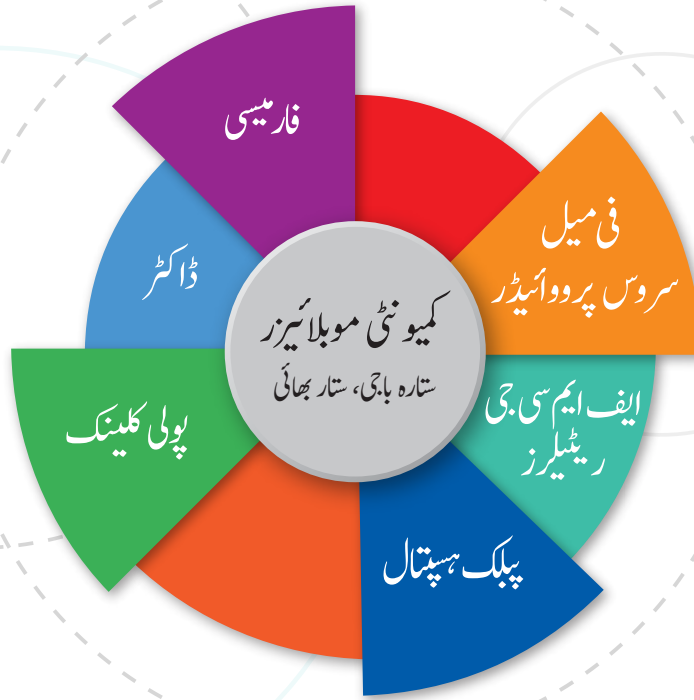 فارمیسی
فی میل
سروس پرووائیڈر
ڈاکٹر
کمیونٹی موبلائیزر
ستارہ باجی، ستار بھائی
ایف ایم سی جی
ریٹیلرز
پولی کلینک
پبلک ہسپتال